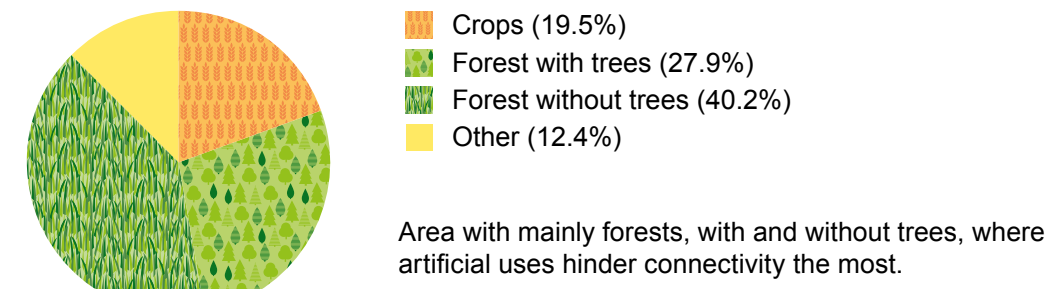 Crops (19.5%)
Forest with trees (27.9%)
Forest without trees (40.2%)
Other (12.4%)
Area with mainly forests, with and without trees, where
artificial uses hinder connectivity the most.